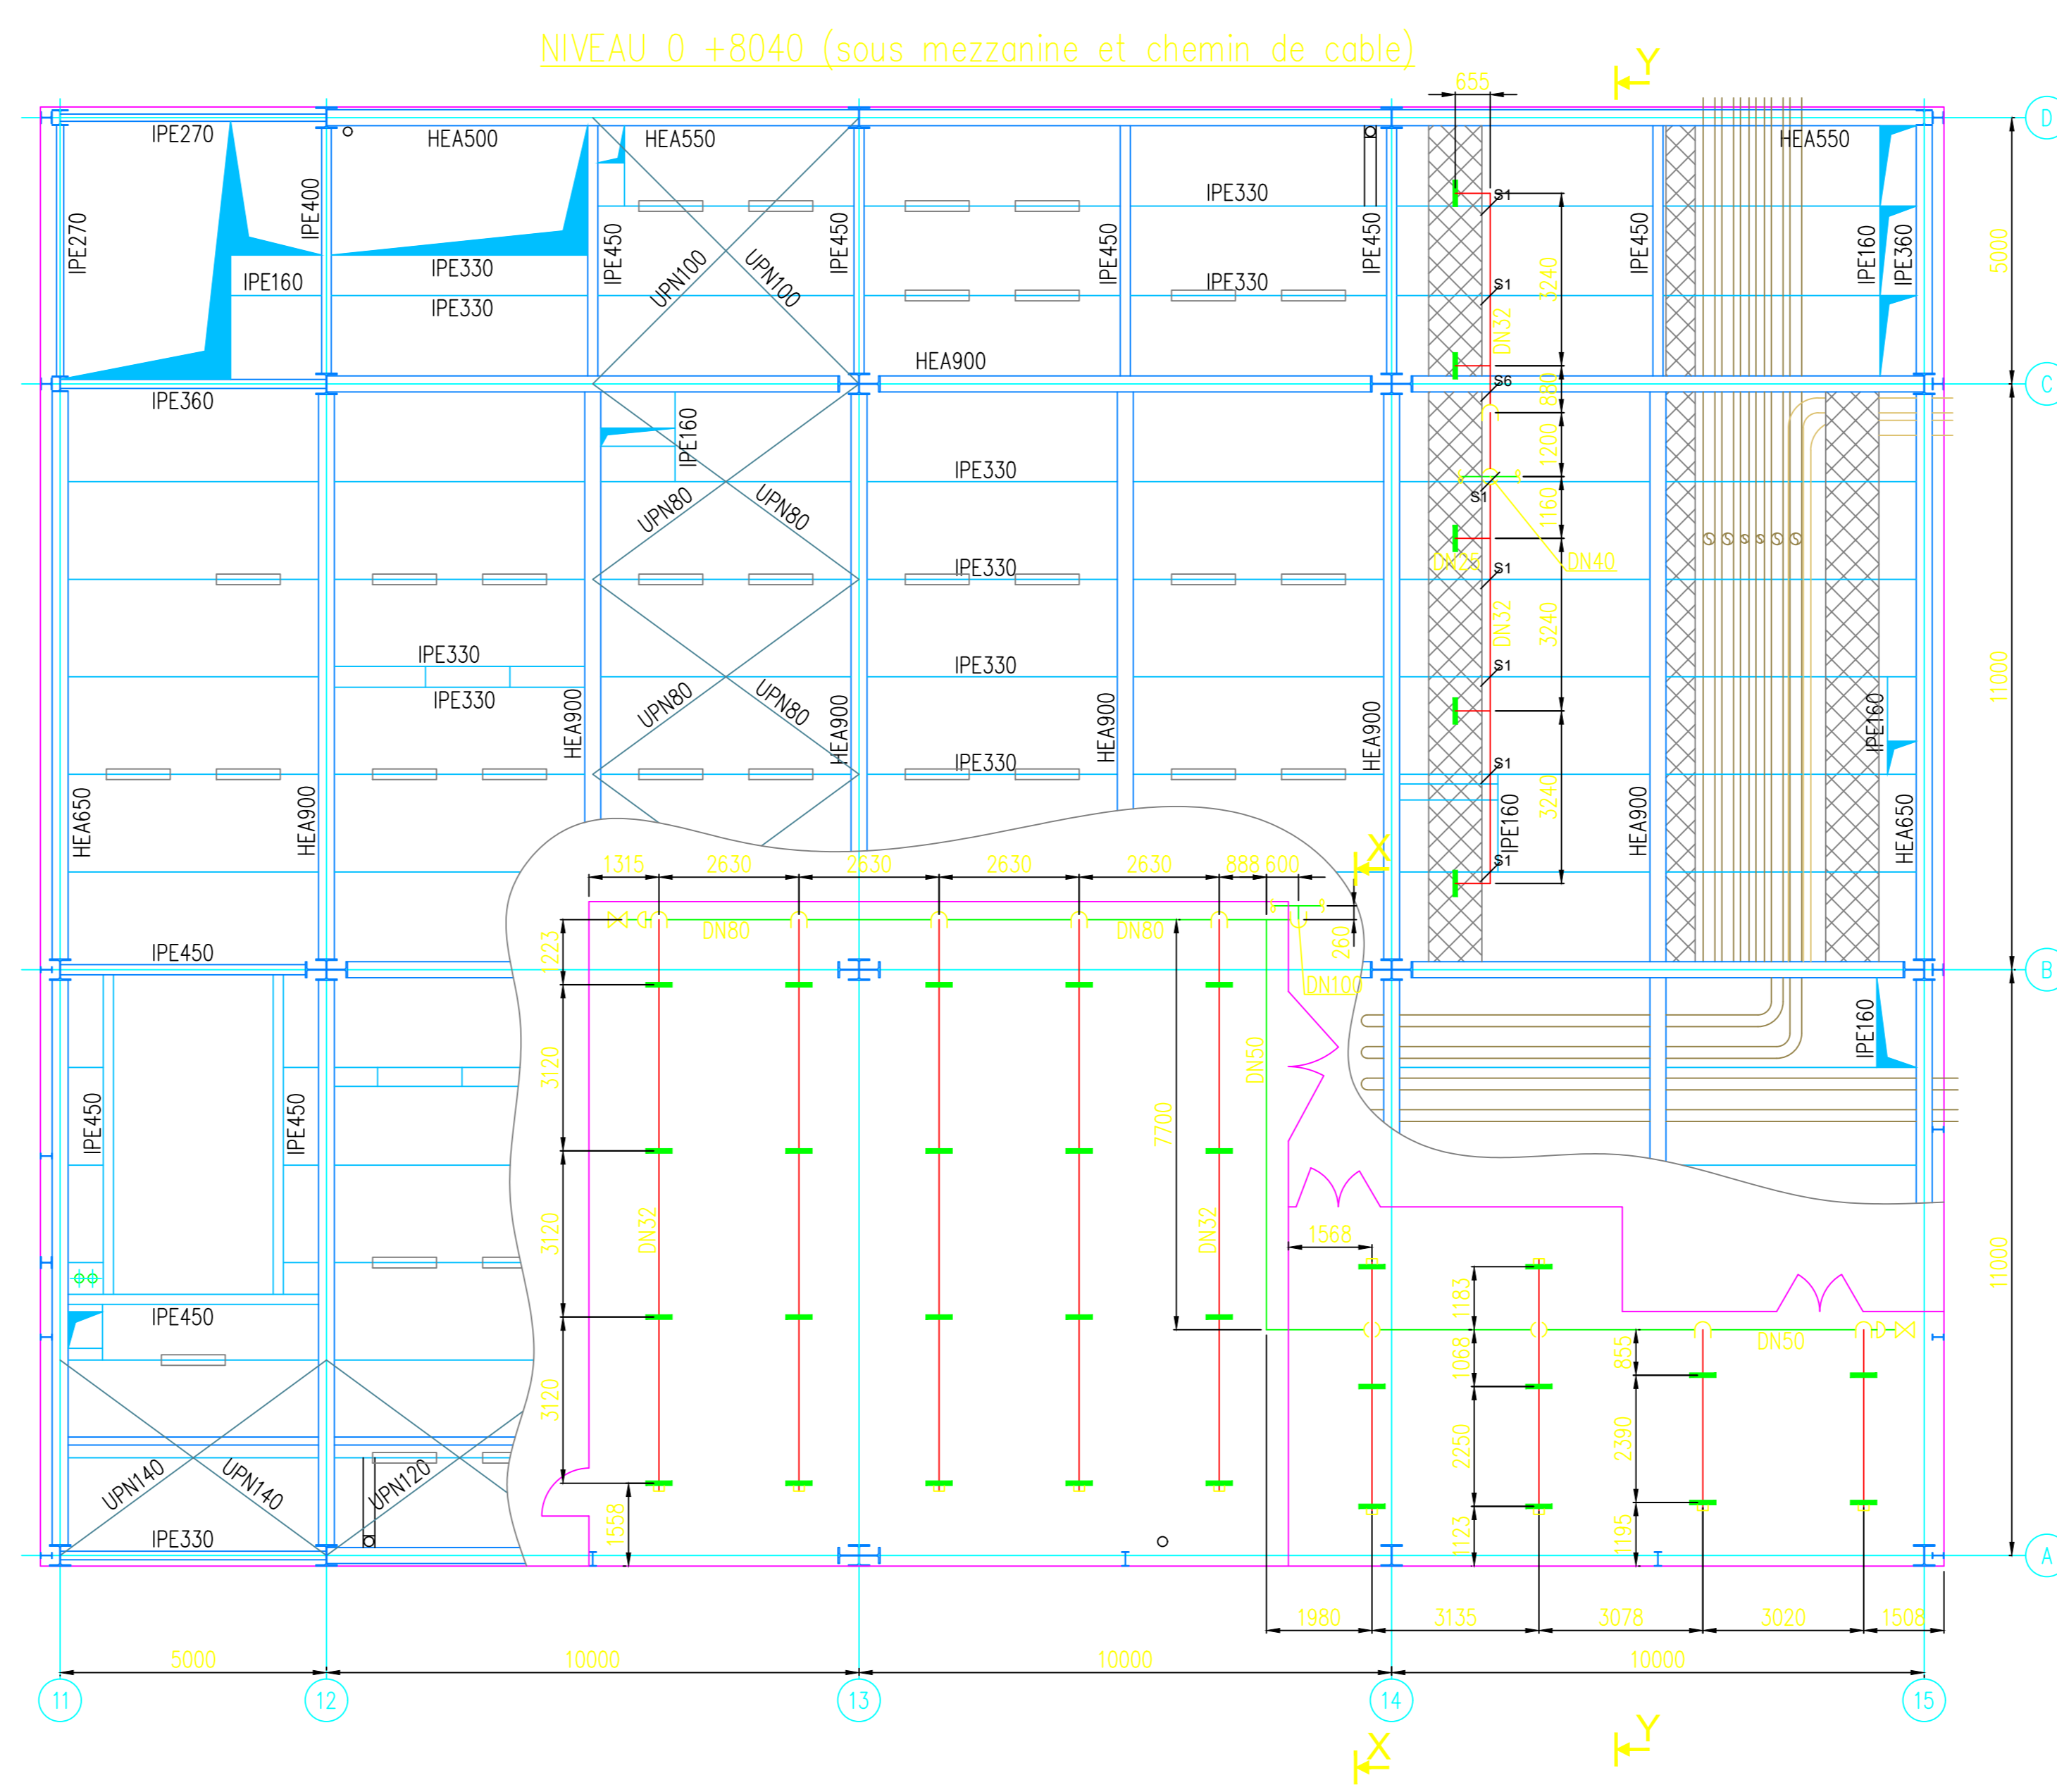 NIVEAU 0 +8040 (sous mezzanine et chemin de cable)
Y
655
D
IPE270
HEA500
HEA550
HEA550
IPE330
S1
IPE270
IPE400
IPE450
UPN100
UPN100
IPE450
IPE450
IPE450
3240
IPE450
IPE160
IPE360
5000
IPE160
IPE330
IPE330
IPE330
S1
DN32
HEA900
IPE360
S6
880
C
IPE160
1200
IPE330
S1
UPN80
UPN80
1160
DN25
DN40
IPE330
S1
DN32
3240
IPE330
IPE330
IPE330
S1
UPN80
UPN80
HEA900
HEA900
HEA900
HEA900
IPE160
11000
IPE330
S1
3240
HEA650
HEA900
IPE160
HEA900
HEA650
X
S1
1315
2630
2630
2630
2630
888
600
DN80
DN80
260
1223
IPE450
DN100
B
IPE160
3120
DN50
7700
IPE450
IPE450
3120
DN32
DN32
1568
11000
1183
IPE450
1068
855
DN50
3120
2250
2390
UPN140
UPN140
UPN120
IPE330
1558
1123
1195
A
1980
3135
3078
3020
1508
5000
10000
10000
10000
11
12
13
14
15
X
Y